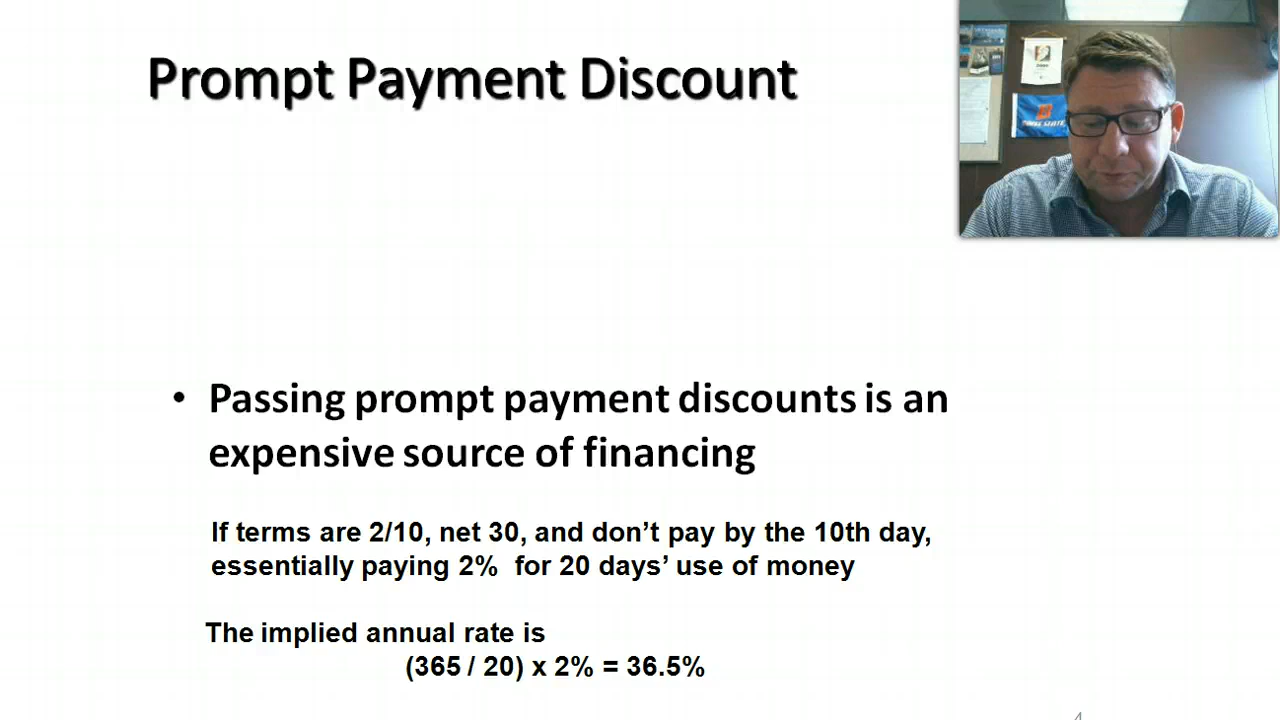 Prompt Payment Discount
• Passing prompt payment discounts is an
expensive source of financing
If terms are 2/10, net 30, and don’t pay by the 10th day,
essentially paying 2% for 20 days’ use of money
The implied annual rate is
(365 / 20) x 2% = 36.5%
4